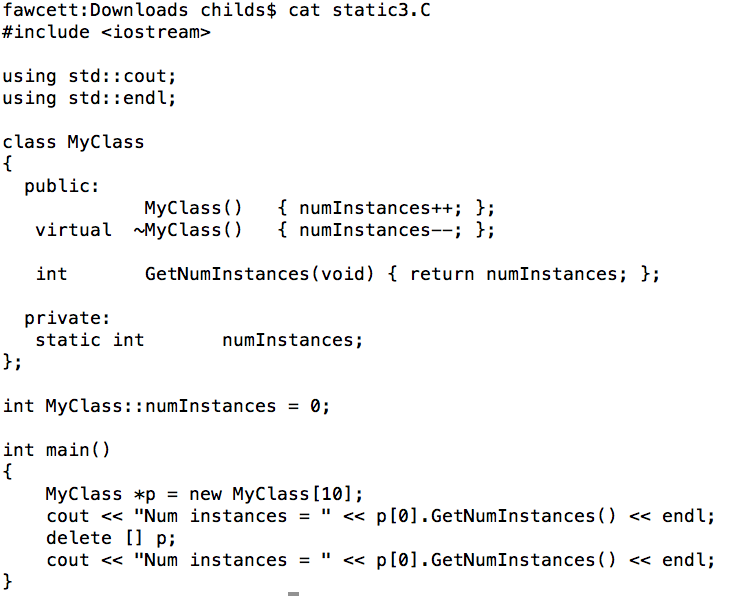 fawcett:Downloads childs$ cat static3.C
#include <iostream>
using std::cout;
using std::endl;
class MyClass
{
  public:
             MyClass()   { numInstances++; };
   virtual  ~MyClass()   { numInstances--; };
   int       GetNumInstances(void) { return numInstances; };
  private:
   static int       numInstances;
};
int MyClass::numInstances = 0;
int main()
{
    MyClass *p = new MyClass[10];
    cout << "Num instances = " << p[0].GetNumInstances() << endl;
    delete [] p;
    cout << "Num instances = " << p[0].GetNumInstances() << endl;
}